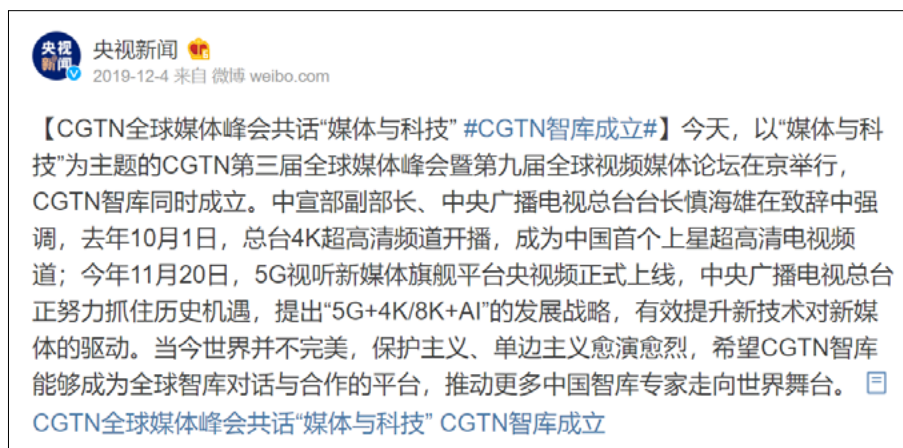 央视
新闻
央视新闻
2019-12-4 来自 微博 weibo.com
【CGTN全球媒体峰会共话“媒体与科技” #CGTN智库成立#】今天，以“媒体与科
技”为主题的CGTN第三届全球媒体峰会暨第九届全球视频媒体论坛在京举行，
CGTN智库同时成立。中宣部副部长、中央广播电视总台台长慎海雄在致辞中强
调，去年10月1日，总台4K超高清频道开播，成为中国首个上星超高清电视频
道；今年11月20日，5G视听新媒体旗舰平台央视频正式上线，中央广播电视总台
正努力抓住历史机遇，提出“5G+4K/8K+AI”的发展战略，有效提升新技术对新媒
体的驱动。当今世界并不完美，保护主义、单边主义愈演愈烈，希望CGTN智库
能够成为全球智库对话与合作的平台，推动更多中国智库专家走向世界舞台。
CGTN全球媒体峰会共话“媒体与科技” CGTN智库成立